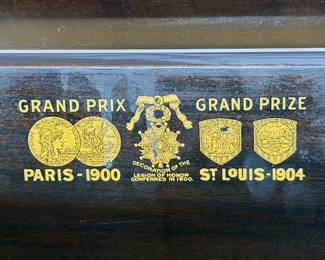 GRAND PRIX
PARIS - 1900
DECORATION OF THE
LEGION OF HONOR
CONFERRED IN 1900.
GRAND PRIZE
ST LOUIS - 1904